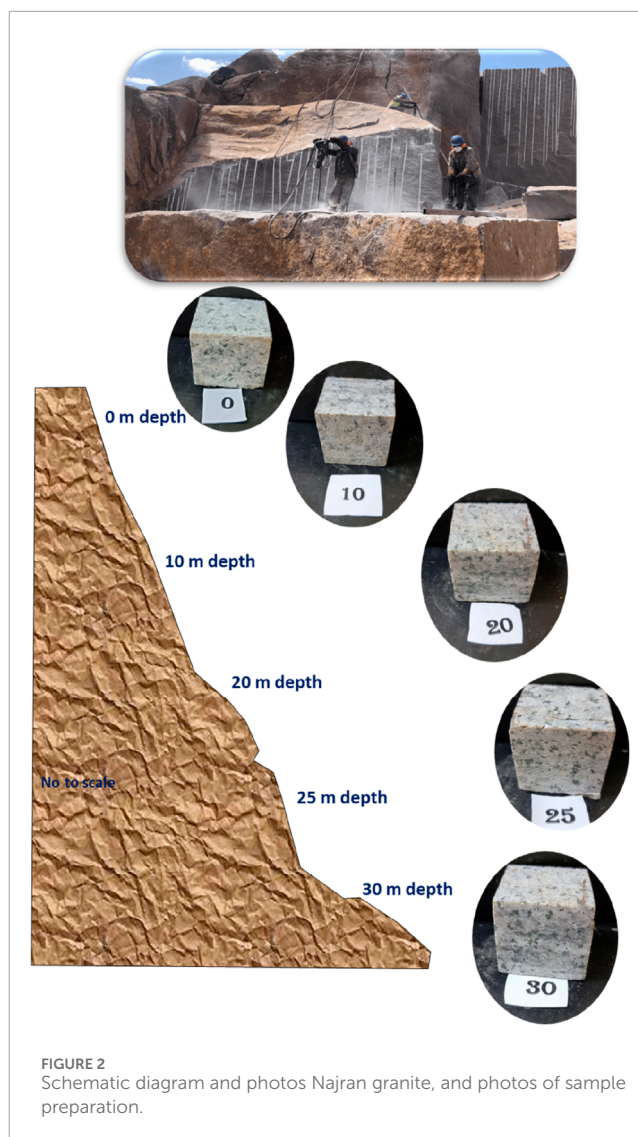 0
0 m depth
10
10 m depth
20
20 m depth
25
No to scale
25 m depth
30 m depth
30
FIGURE 2
Schematic diagram and photos Najran granite, and photos of sample
preparation.